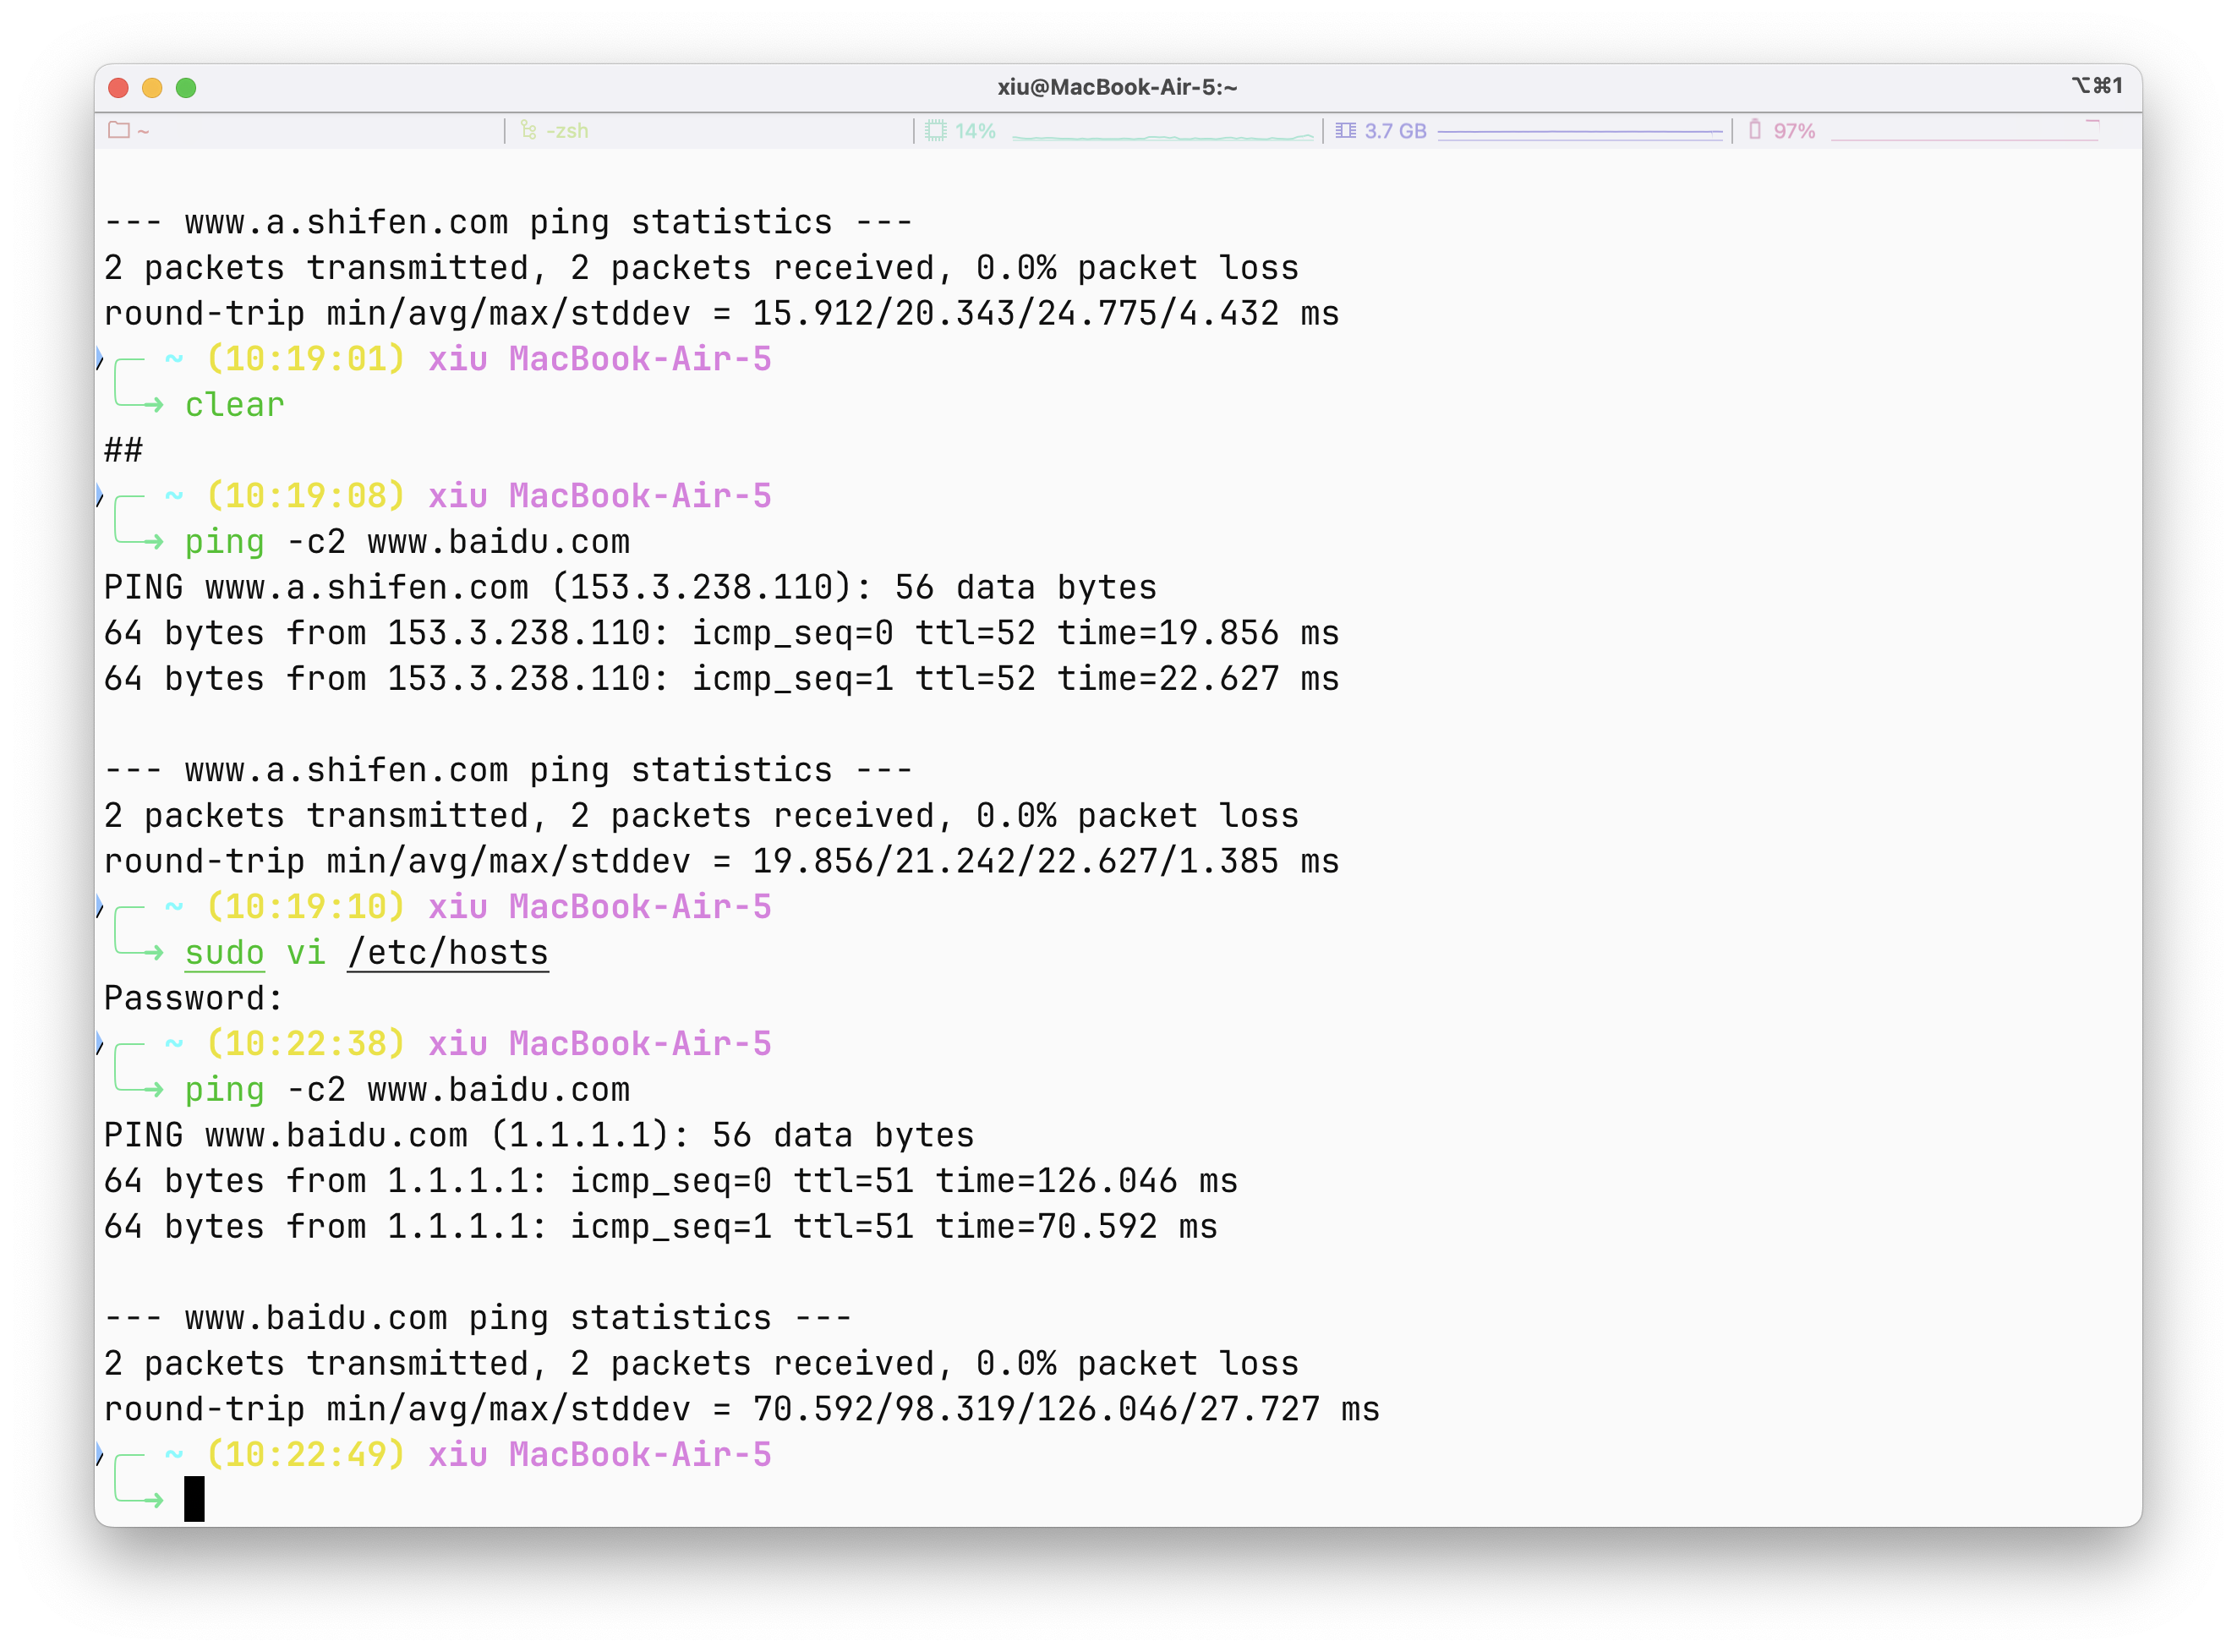 xiu@MacBook-Air-5:~
⌥⌘1
~ -zsh 14% 3.7 GB 97%
--- www.a.shifen.com ping statistics ---
2 packets transmitted, 2 packets received, 0.0% packet loss
round-trip min/avg/max/stddev = 15.912/20.343/24.775/4.432 ms
~ (10:19:01) xiu MacBook-Air-5
clear
##
~ (10:19:08) xiu MacBook-Air-5
ping -c2 www.baidu.com
PING www.a.shifen.com (153.3.238.110): 56 data bytes
64 bytes from 153.3.238.110: icmp_seq=0 ttl=52 time=19.856 ms
64 bytes from 153.3.238.110: icmp_seq=1 ttl=52 time=22.627 ms
--- www.a.shifen.com ping statistics ---
2 packets transmitted, 2 packets received, 0.0% packet loss
round-trip min/avg/max/stddev = 19.856/21.242/22.627/1.385 ms
~ (10:19:10) xiu MacBook-Air-5
sudo vi /etc/hosts
Password:
~ (10:22:38) xiu MacBook-Air-5
ping -c2 www.baidu.com
PING www.baidu.com (1.1.1.1): 56 data bytes
64 bytes from 1.1.1.1: icmp_seq=0 ttl=51 time=126.046 ms
64 bytes from 1.1.1.1: icmp_seq=1 ttl=51 time=70.592 ms
--- www.baidu.com ping statistics ---
2 packets transmitted, 2 packets received, 0.0% packet loss
round-trip min/avg/max/stddev = 70.592/98.319/126.046/27.727 ms
~ (10:22:49) xiu MacBook-Air-5